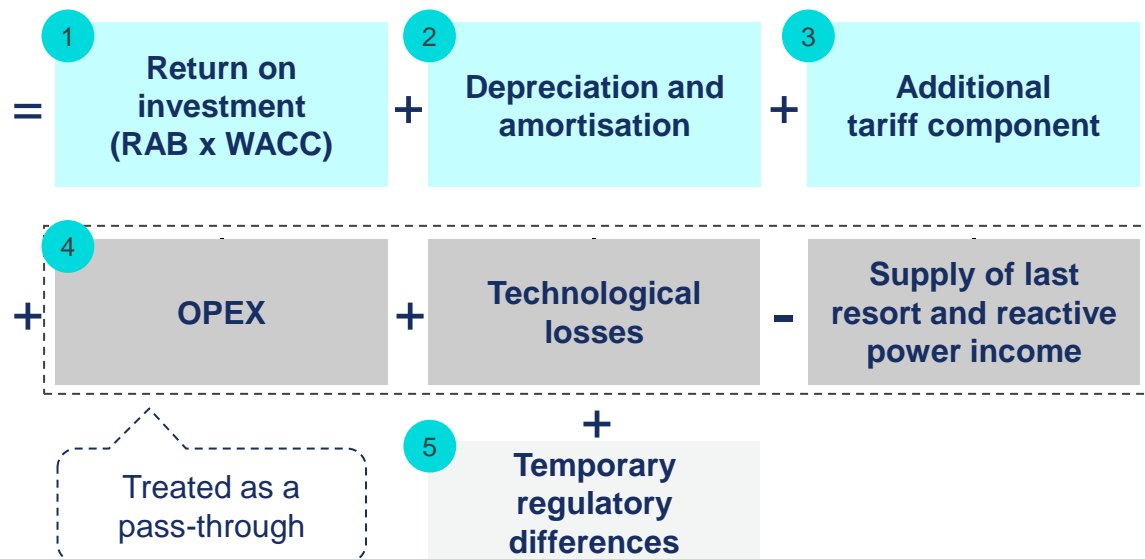 1
Return on
investment
(RAB x WACC)
2
Depreciation and
amortisation
3
Additional
tariff component
=
+
+
4
OPEX
Technological
losses
Supply of last
resort and reactive
power income
+
+
-
Treated as a
pass-through
+
5
Temporary
regulatory
differences